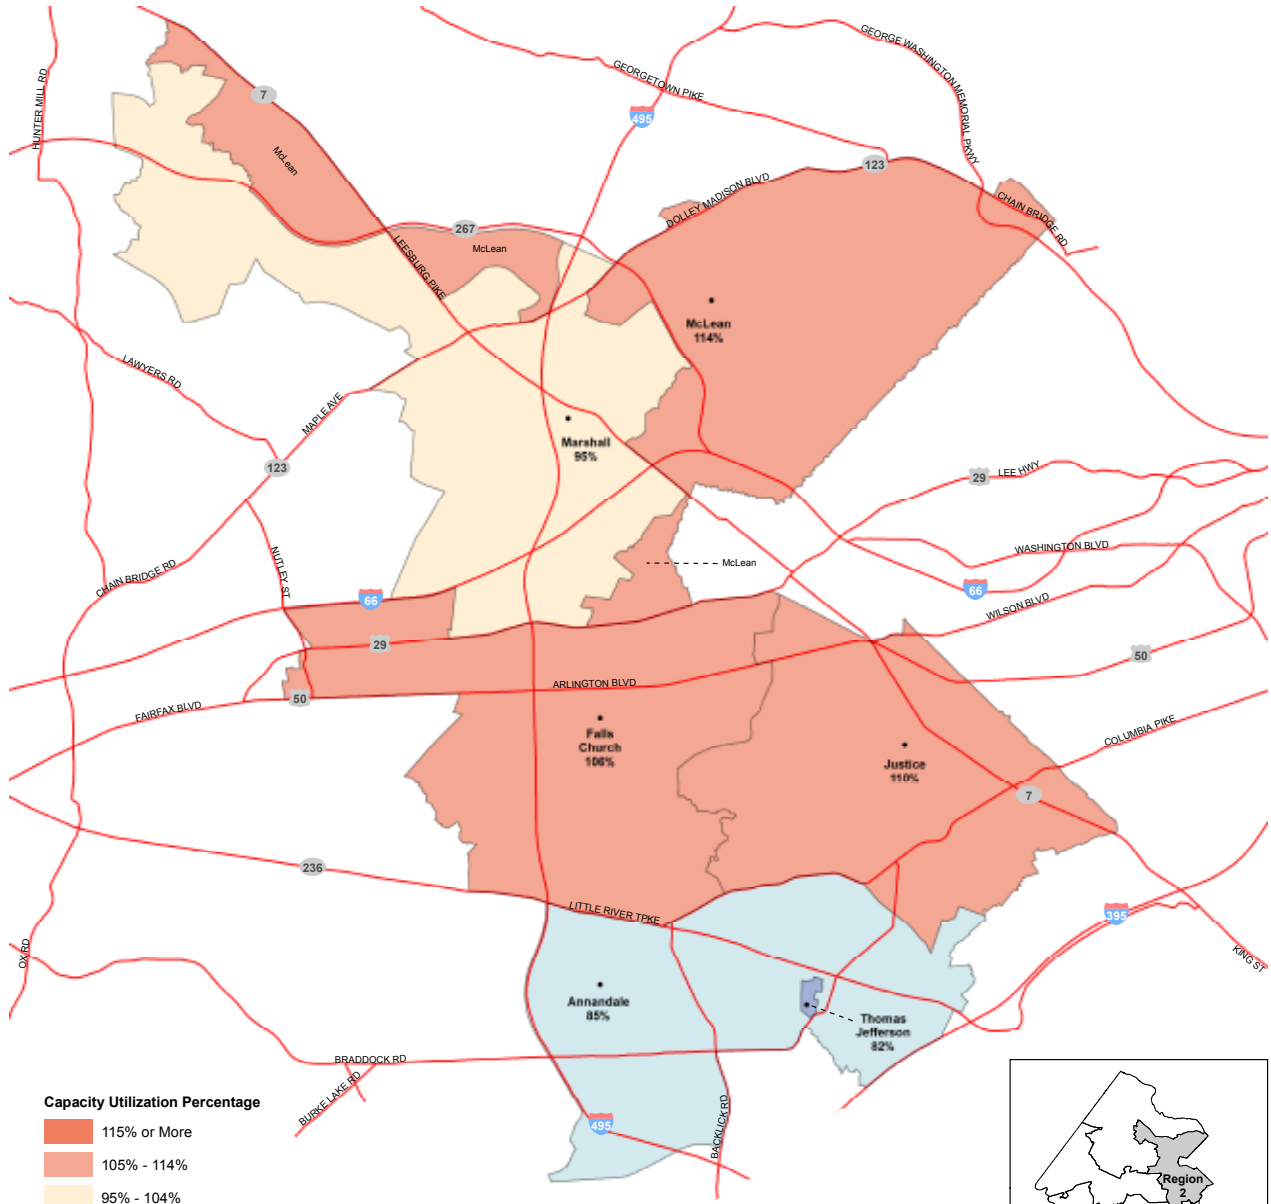 HUNTER MILL RD
7
GEORGETOWN PIKE
GEORGE WASHINGTON MEMORIAL PKWY
495
McLean
123
DOLLEY MADISON BLVD
CHAIN BRIDGE RD
267
McLean
LEESBURG PIKE
McLean
114%
LAWYERS RD
MAPLE AVE
Marshall
95%
123
29
LEE HWY
NUTLEY ST
WASHINGTON BLVD
McLean
CHAIN BRIDGE RD
66
66
WILSON BLVD
29
50
ARLINGTON BLVD
50
FAIRFAX BLVD
Falls
Church
106%
COLUMBIA PIKE
Justice
110%
7
236
LITTLE RIVER TPKE
395
OX RD
KING ST
Annandale
85%
Thomas
Jefferson
82%
BRADDOCK RD
BURKE LAKE RD
BACKLICK RD
495
Capacity Utilization Percentage
115% or More
105% - 114%
95% - 104%
Region
2